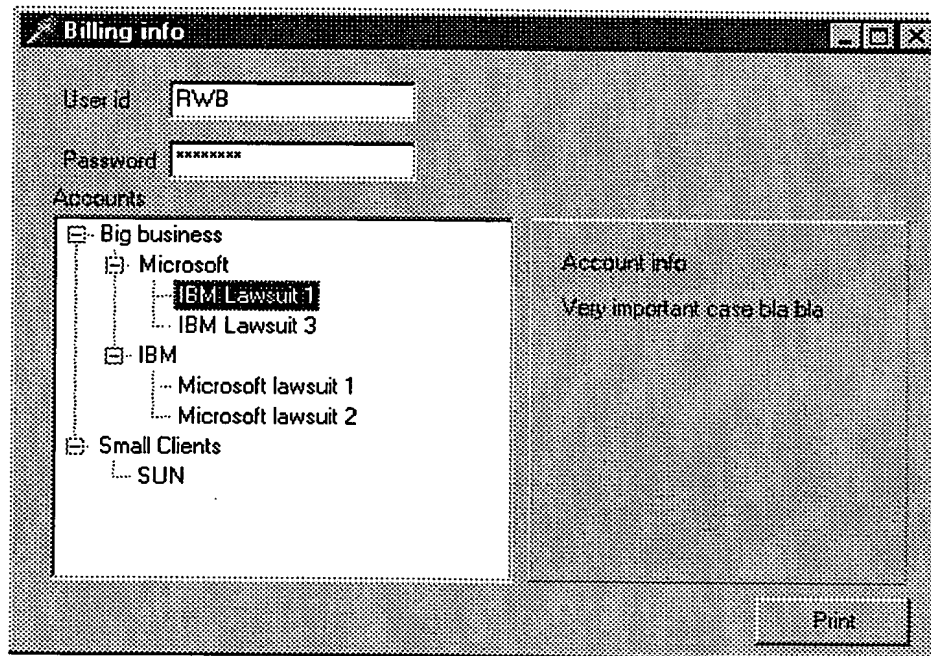 Billing info
User id RWB
Password ********
Accounts
Big business
Microsoft
IBM Lawsuit 1
IBM Lawsuit 3
IBM
Microsoft lawsuit 1
Microsoft lawsuit 2
Small Clients
SUN
Account info
Very important case bla bla
Print